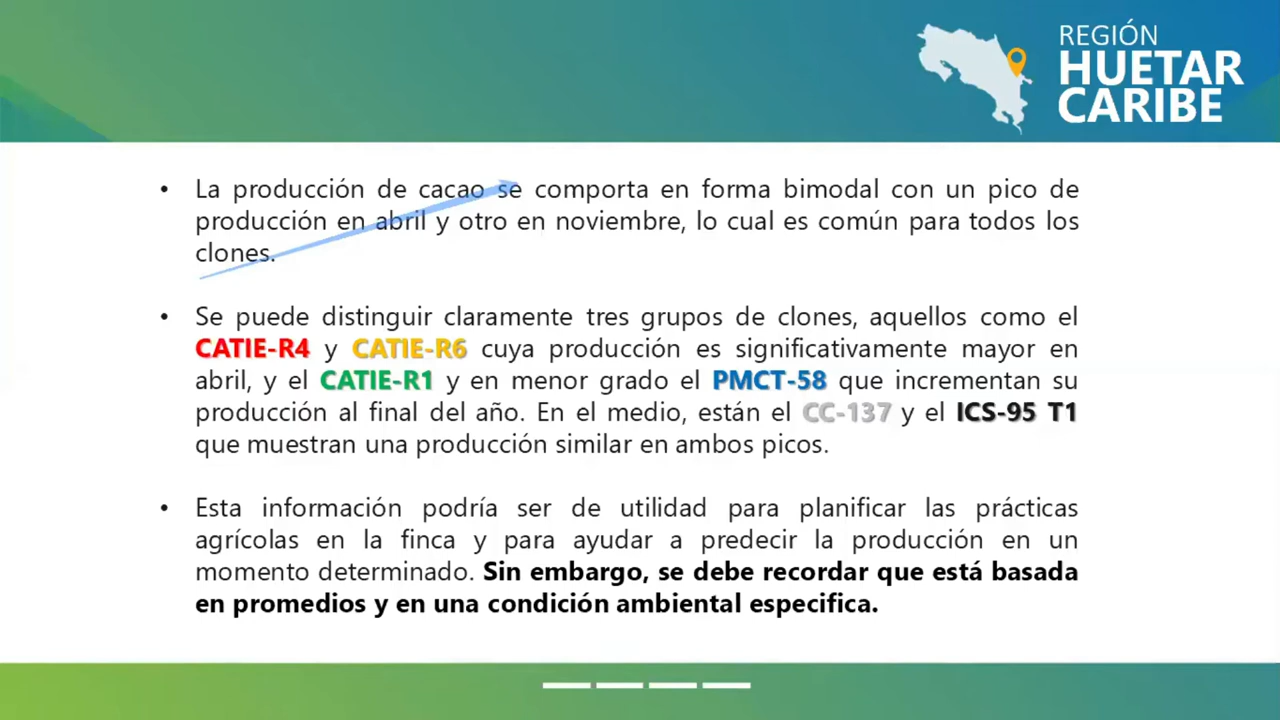 REGIÓN
HUETAR
CARIBE
• La producción de cacao se comporta en forma bimodal con un pico de
producción en abril y otro en noviembre, lo cual es común para todos los
clones.
• Se puede distinguir claramente tres grupos de clones, aquellos como el
CATIE-R4 y CATIE-R6 cuya producción es significativamente mayor en
abril, y el CATIE-R1 y en menor grado el PMCT-58 que incrementan su
producción al final del año. En el medio, están el CC-137 y el ICS-95 T1
que muestran una producción similar en ambos picos.
• Esta información podría ser de utilidad para planificar las prácticas
agrícolas en la finca y para ayudar a predecir la producción en un
momento determinado. Sin embargo, se debe recordar que está basada
en promedios y en una condición ambiental especifica.